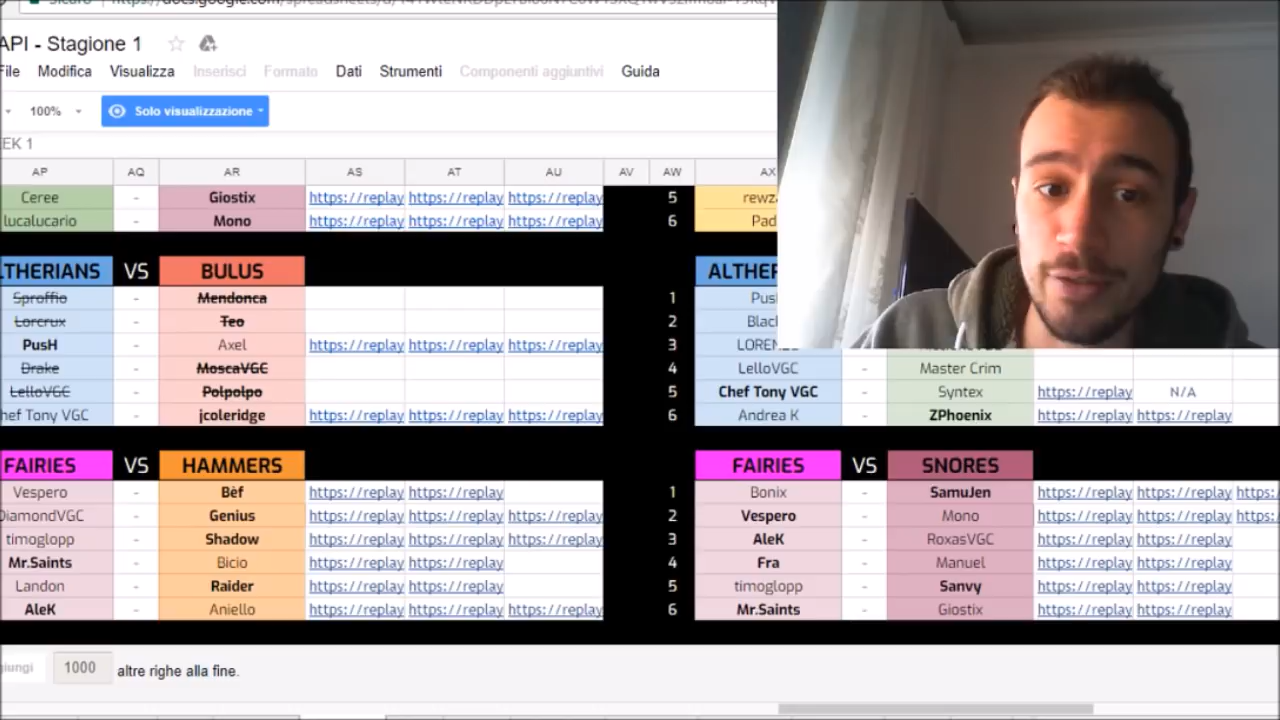 API - Stagione 1
File Modifica Visualizza Inserisci Formato Dati Strumenti Componenti aggiuntivi Guida
100% Solo visualizzazione
EK 1
AP AQ AR AS AT AU AV AW AX
Ceree - Giostix https://replay https://replay https://replay 5
lucalucario - Mono https://replay https://replay https://replay 6
LTHERIANS VS BULUS
Sproffio - Mendonca 1
Lorcrux - Teo 2
PusH - Axel https://replay https://replay https://replay 3
Drake - MoscaVGC 4 LelloVGC - Master Crim
LelloVGC - Polpolpo 5 Chef Tony VGC - Syntex https://replay N/A
hef Tony VGC - jcoleridge https://replay https://replay https://replay 6 Andrea K - ZPhoenix https://replay https://replay
FAIRIES VS HAMMERS FAIRIES VS SNORES
Vespero - Bèf https://replay https://replay 1 Bonix - SamuJen https://replay https://replay https:
DiamondVGC - Genius https://replay https://replay https://replay 2 Vespero - Mono https://replay https://replay https:
timoglopp - Shadow https://replay https://replay https://replay 3 AleK - RoxasVGC https://replay https://replay
Mr.Saints - Bicio https://replay https://replay 4 Fra - Manuel https://replay https://replay
Landon - Raider https://replay https://replay 5 timoglopp - Sanvy https://replay https://replay
AleK - Aniello https://replay https://replay https://replay 6 Mr.Saints - Giostix https://replay https://replay
giungi 1000 altre righe alla fine.